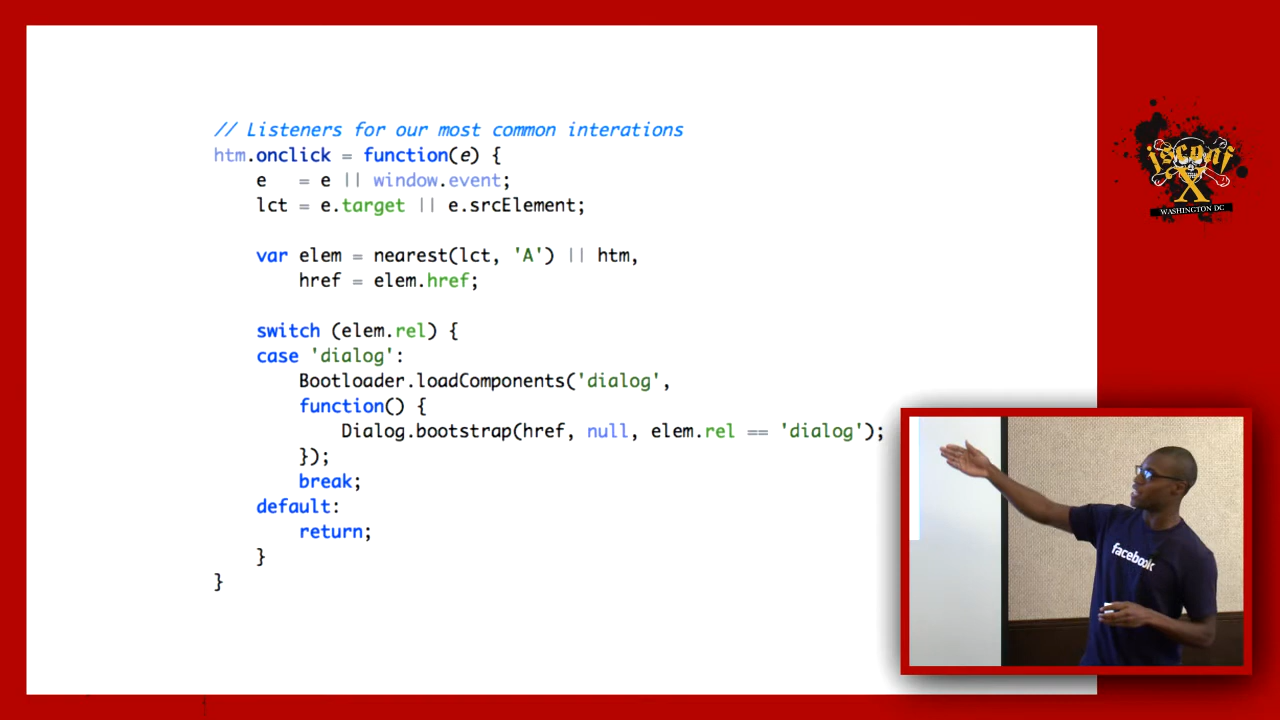 // Listeners for our most common interations
htm.onclick = function(e) {
e = e || window.event;
lct = e.target || e.srcElement;
var elem = nearest(lct, 'A') || htm,
href = elem.href;
switch (elem.rel) {
case 'dialog':
Bootloader.loadComponents('dialog',
function() {
Dialog.bootstrap(href, null, elem.rel == 'dialog');
});
break;
default:
return;
}
}
jsconf
X
WASHINGTON DC
facebook